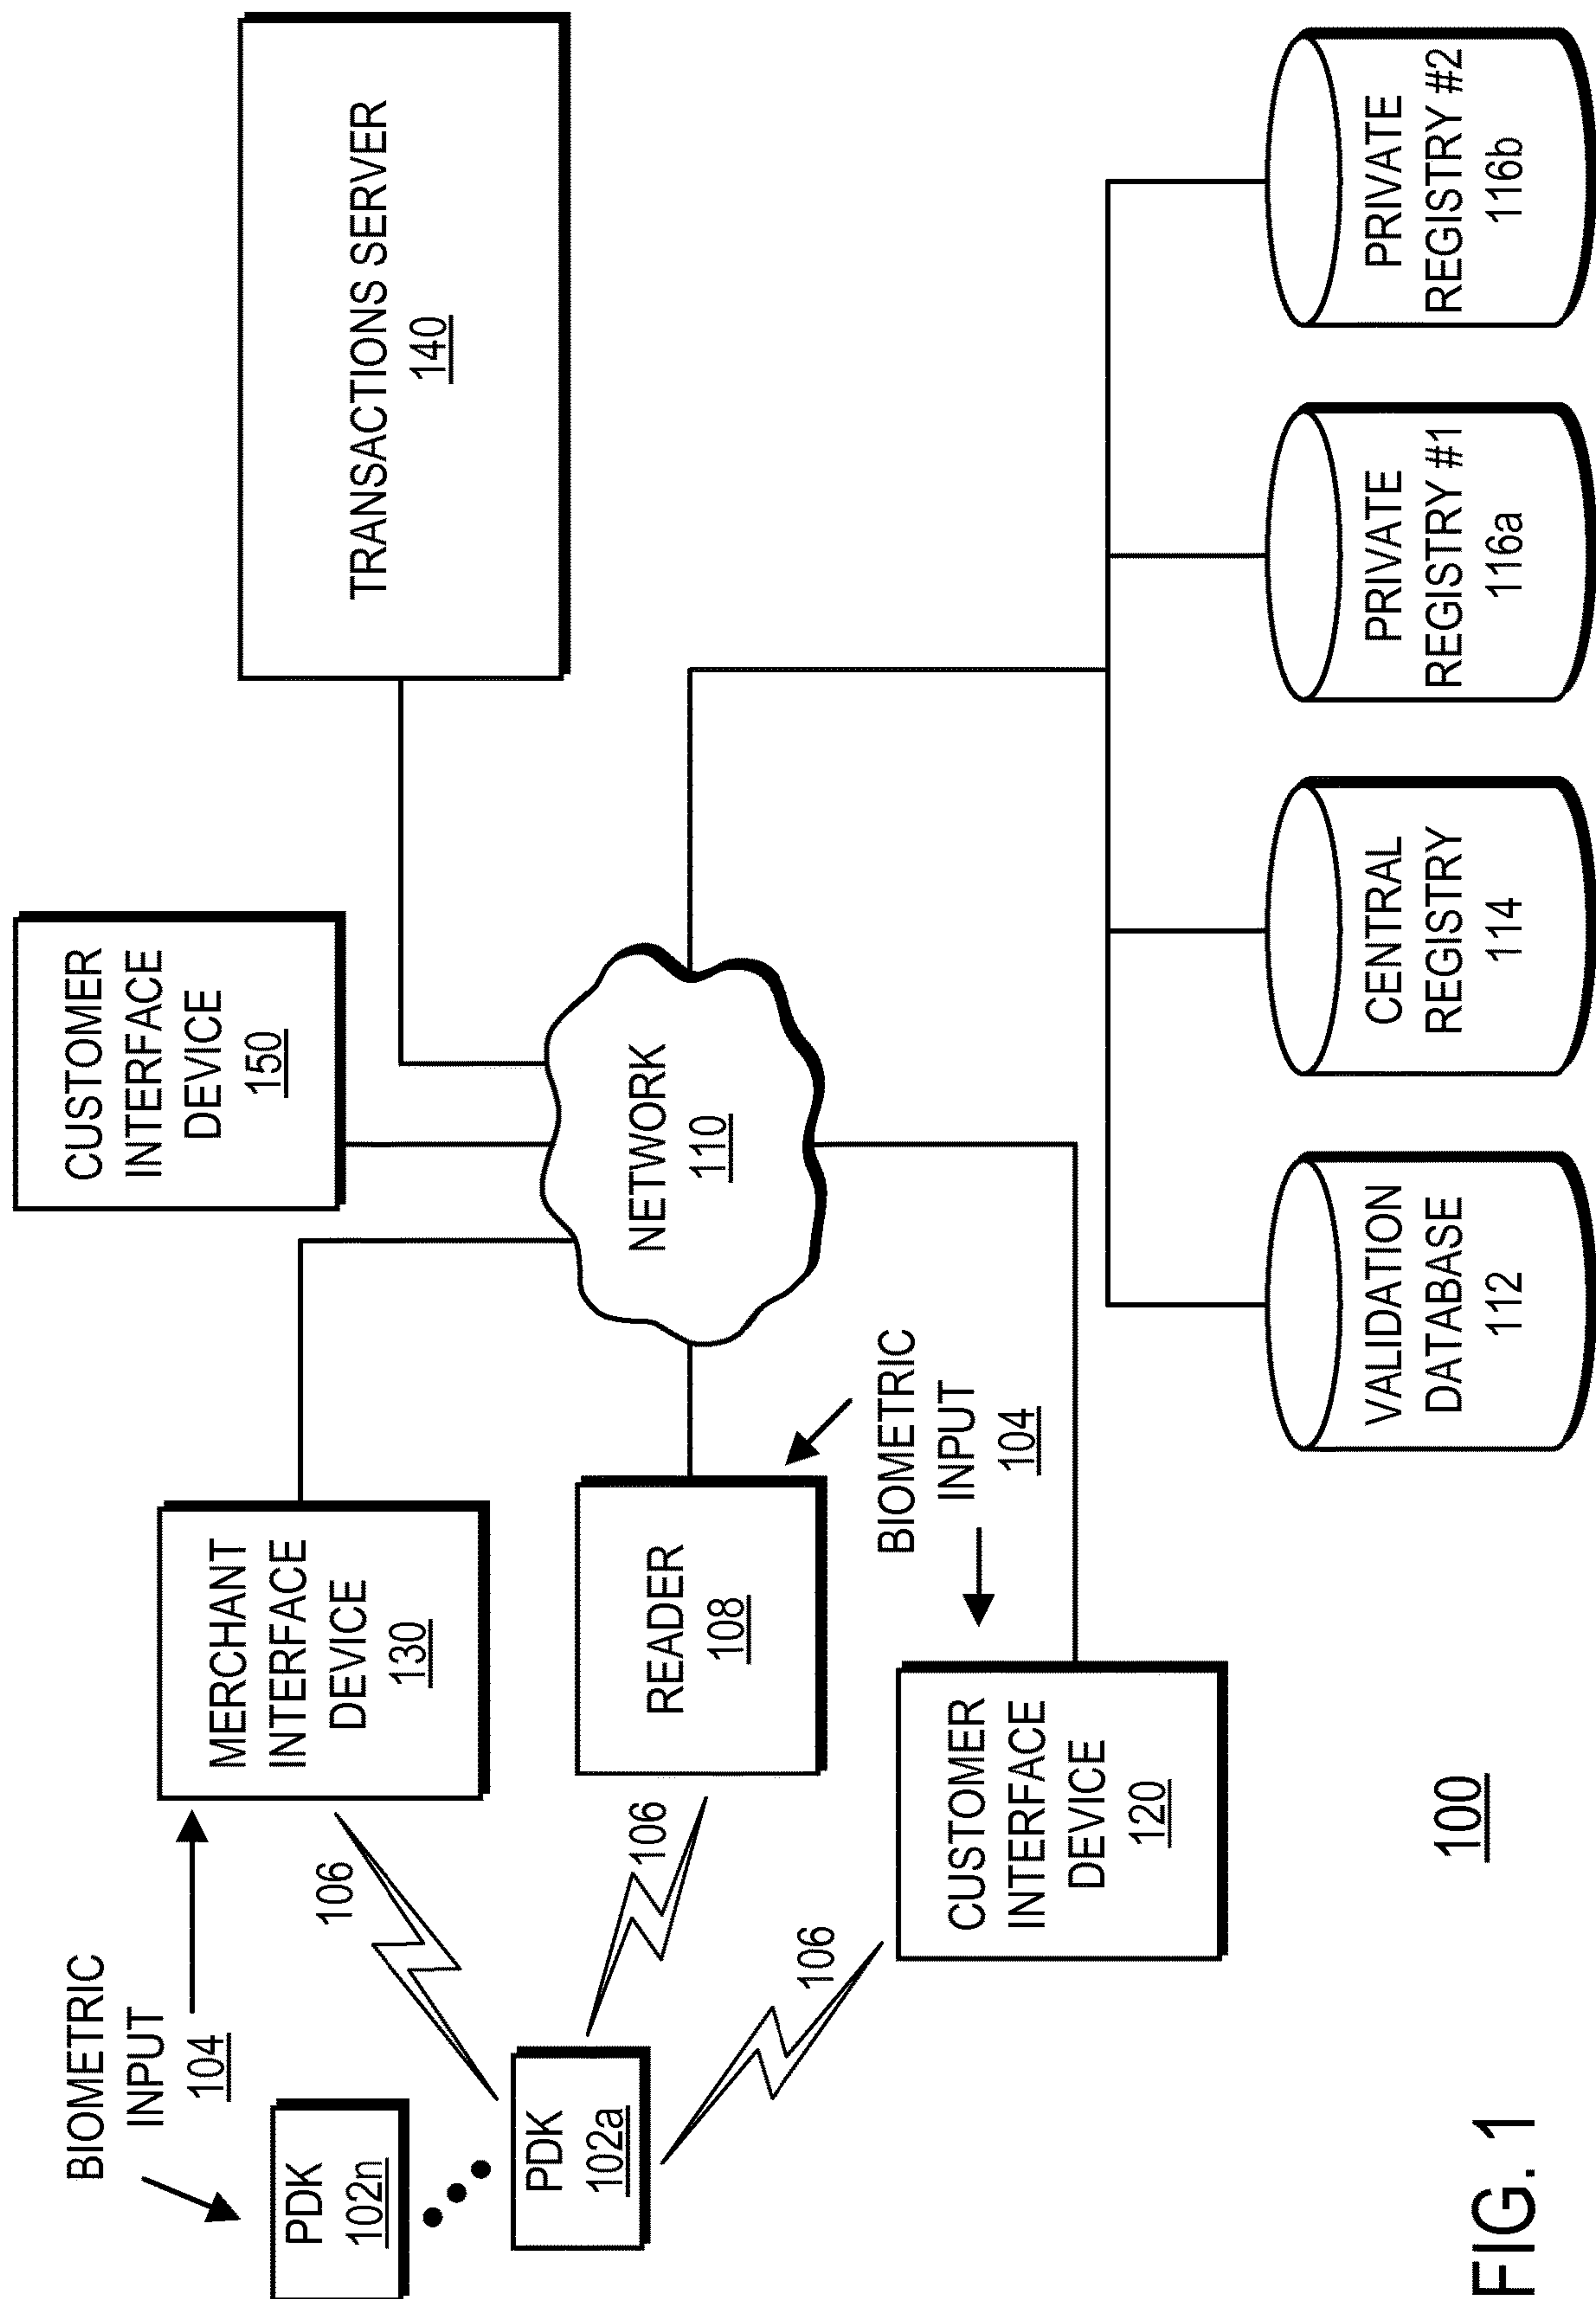 BIOMETRIC
INPUT
104
PDK
102n
PDK
102a
106
106
106
MERCHANT
INTERFACE
DEVICE
130
READER
108
BIOMETRIC
INPUT
104
CUSTOMER
INTERFACE
DEVICE
120
CUSTOMER
INTERFACE
DEVICE
150
NETWORK
110
TRANSACTIONS SERVER
140
VALIDATION
DATABASE
112
CENTRAL
REGISTRY
114
PRIVATE
REGISTRY #1
116a
PRIVATE
REGISTRY #2
116b
100
FIG. 1